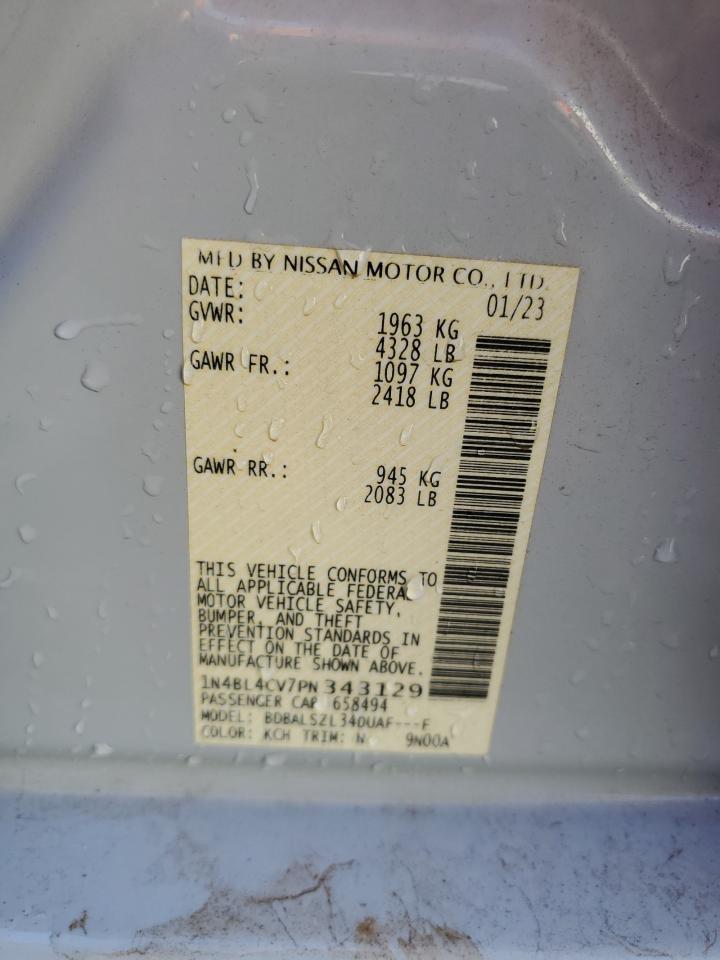 MFD BY NISSAN MOTOR CO., LTD.
DATE: 01/23
GVWR: 1963 KG
4328 LB
GAWR FR.: 1097 KG
2418 LB
GAWR RR.: 945 KG
2083 LB
THIS VEHICLE CONFORMS TO
ALL APPLICABLE FEDERAL
MOTOR VEHICLE SAFETY,
BUMPER, AND THEFT
PREVENTION STANDARDS IN
EFFECT ON THE DATE OF
MANUFACTURE SHOWN ABOVE.
1N4BL4CV7PN343129
PASSENGER CAR 658494
MODEL: BDBALSZL34DUAF---F
COLOR: KCH TRIM: N 9N00A